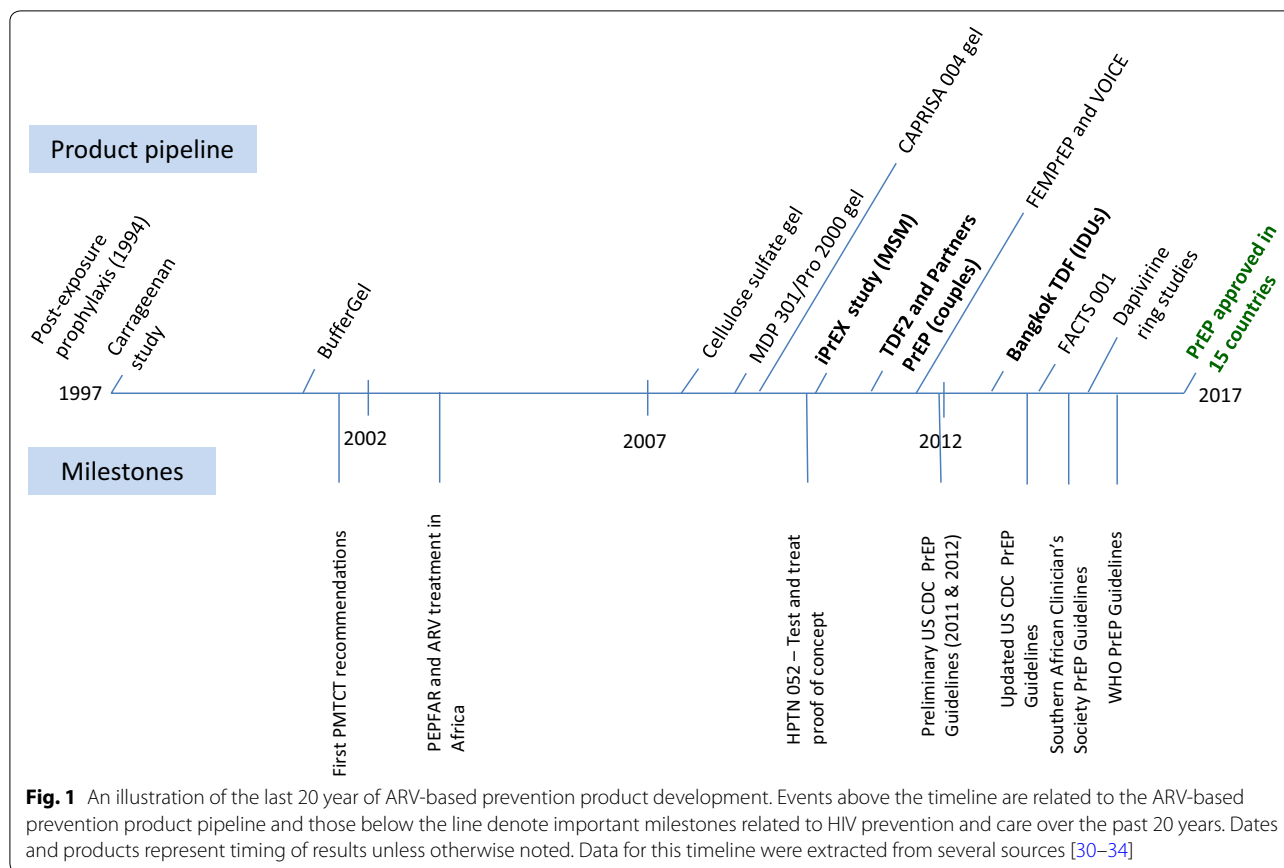 Product pipeline
Post-exposure
prophylaxis (1994)
Carrageenan
study
BufferGel
Cellulose sulfate gel
MDP 301/Pro 2000 gel
CAPRISA 004 gel
iPrEX study (MSM)
TDF2 and Partners
PrEP (couples)
FEMPrEP and VOICE
Bangkok TDF (IDUs)
FACTS 001
Dapivirine
ring studies
PrEP approved in
15 countries
1997
2002
2007
2012
2017
Milestones
First PMTCT recommendations
PEPFAR and ARV treatment in
Africa
HPTN 052 – Test and treat
proof of concept
Preliminary US CDC PrEP
Guidelines (2011 & 2012)
Updated US CDC PrEP
Guidelines
Southern African Clinician's
Society PrEP Guidelines
WHO PrEP Guidelines
Fig. 1 An illustration of the last 20 year of ARV-based prevention product development. Events above the timeline are related to the ARV-based
prevention product pipeline and those below the line denote important milestones related to HIV prevention and care over the past 20 years. Dates
and products represent timing of results unless otherwise noted. Data for this timeline were extracted from several sources [30–34]